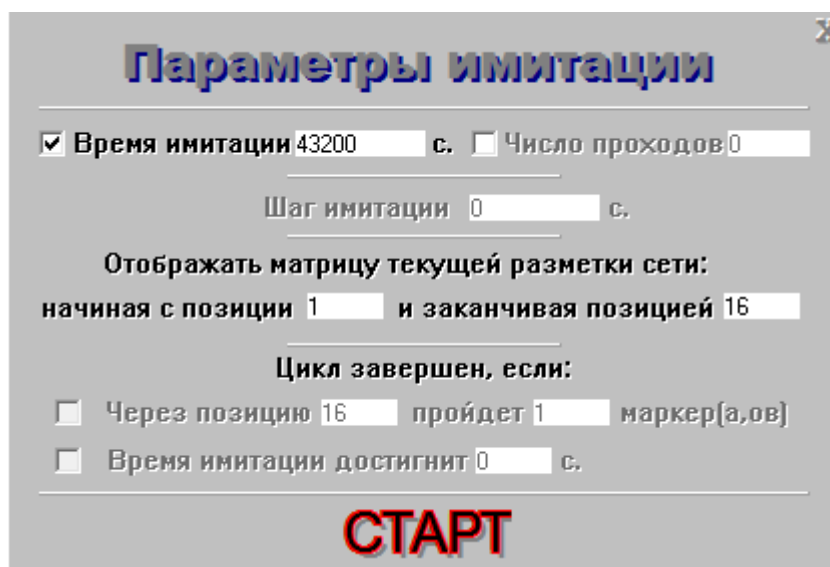 Параметры имитации
Время имитации 43200 с. Число проходов 0
Шаг имитации 0 с.
Отображать матрицу текущей разметки сети:
начиная с позиции 1 и заканчивая позицией 16
Цикл завершен, если:
Через позицию 16 пройдет 1 маркер(а,ов)
Время имитации достигнит 0 с.
СТАРТ